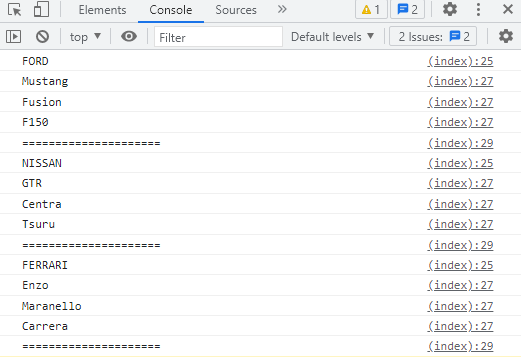 Elements Console Sources » 1 2
top Filter Default levels 2 Issues: 2
FORD (index):25
Mustang (index):27
Fusion (index):27
F150 (index):27
===================== (index):29
NISSAN (index):25
GTR (index):27
Centra (index):27
Tsuru (index):27
===================== (index):29
FERRARI (index):25
Enzo (index):27
Maranello (index):27
Carrera (index):27
===================== (index):29